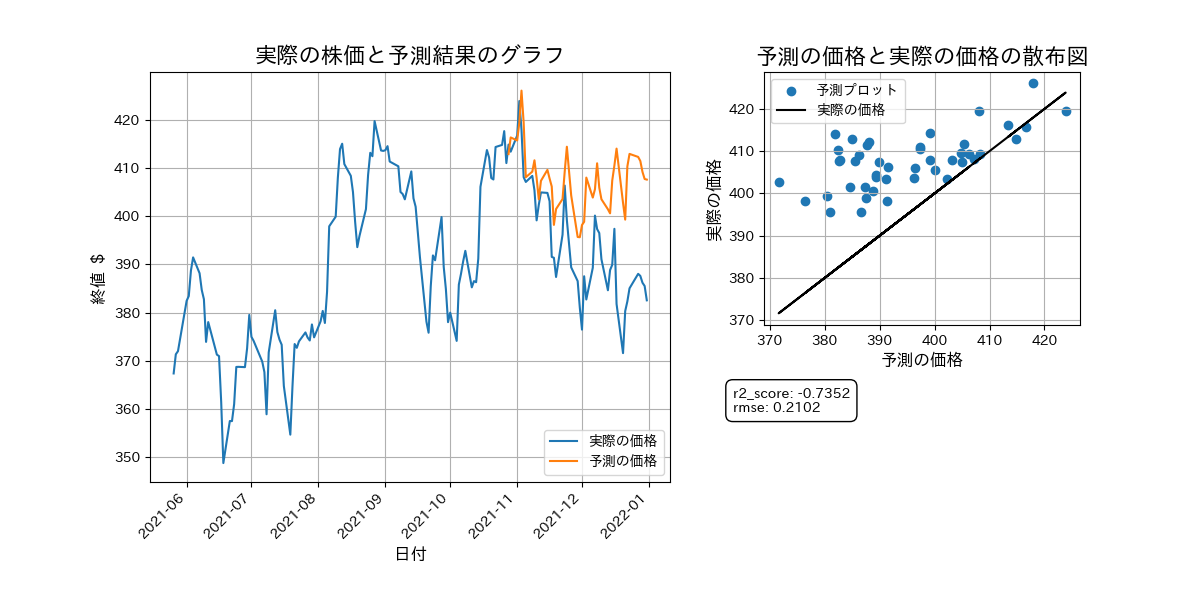 実際の株価と予測結果のグラフ
終値 $
420
410
400
390
380
370
360
350
実際の価格
予測の価格
2021-06
2021-07
2021-08
2021-09
2021-10
2021-11
2021-12
2022-01
日付
予測の価格と実際の価格の散布図
実際の価格
420
410
400
390
380
370
予測プロット
実際の価格
370
380
390
400
410
420
予測の価格
r2_score: -0.7352
rmse: 0.2102